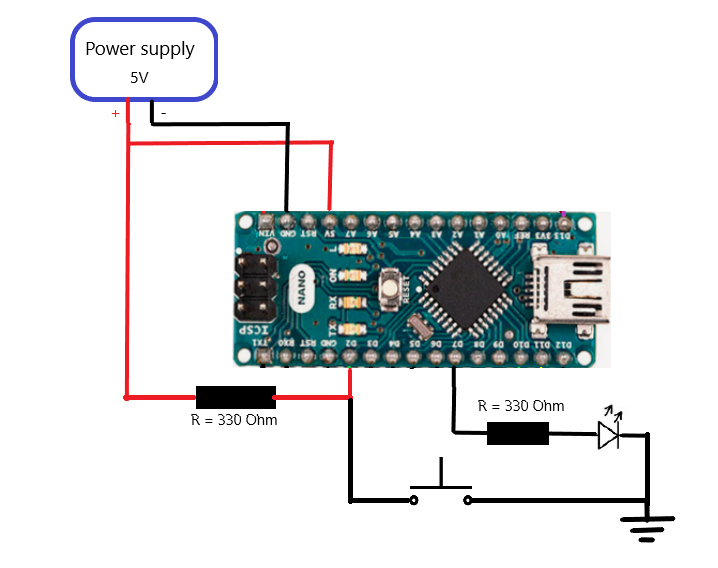 Power supply
5V
+ -
VIN GND RST 5V A7 A6 A5 A4 A3 A2 A1 A0 REF 3V3 D13
L
ON
RX
TX
NANO
RESET
ICSP
TX1 RX0 RST GND D2 D3 D4 D5 D6 D7 D8 D9 D10 D11 D12
R = 330 Ohm
R = 330 Ohm